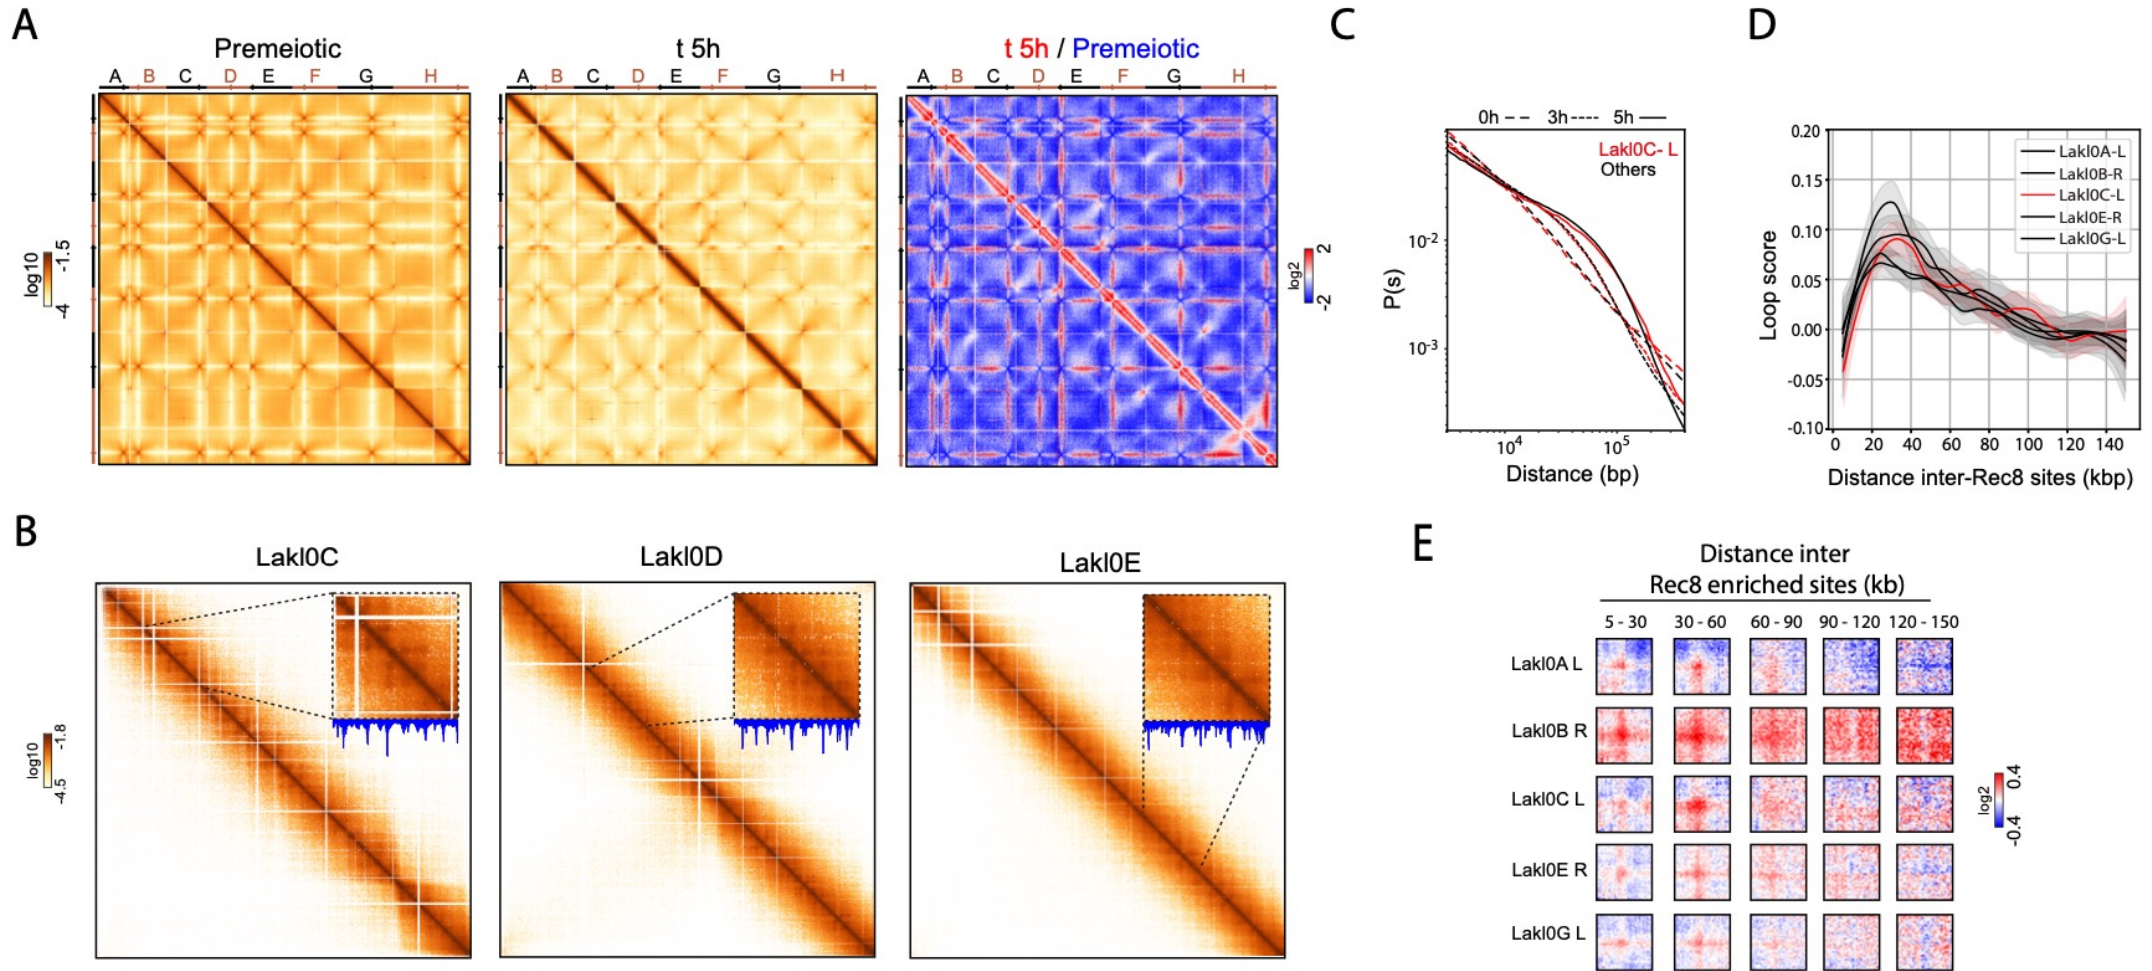 A
Premeiotic
t 5h
t 5h / Premeiotic
A B C D E F G H
A B C D E F G H
A B C D E F G H
log10
-4 -1.5
log2
-2 2
C
0h 3h 5h
Lakl0C- L
Others
P(s)
10-2
10-3
104 105
Distance (bp)
D
Loop score
0.20
0.15
0.10
0.05
0.00
-0.05
-0.10
Lakl0A-L
Lakl0B-R
Lakl0C-L
Lakl0E-R
Lakl0G-L
0 20 40 60 80 100 120 140
Distance inter-Rec8 sites (kbp)
B
Lakl0C
Lakl0D
Lakl0E
log10
-4.5 -1.8
E
Distance inter
Rec8 enriched sites (kb)
5 - 30 30 - 60 60 - 90 90 - 120 120 - 150
Lakl0A L
Lakl0B R
Lakl0C L
Lakl0E R
Lakl0G L
log2
-0.4 0.4